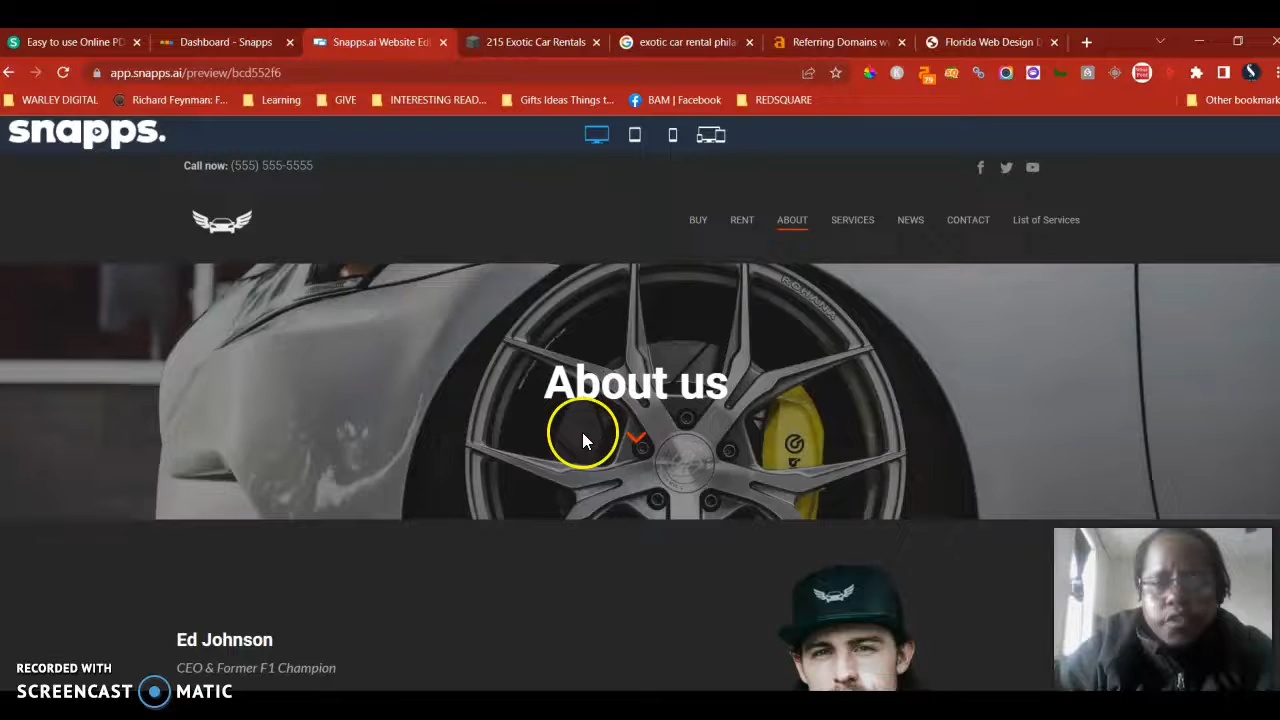 Easy to use Online PD
Dashboard - Snapps
Snapps.ai Website Edi
215 Exotic Car Rentals
exotic car rental phila
Referring Domains w
Florida Web Design D
app.snapps.ai/preview/bcd552f6
79
WARLEY DIGITAL
Richard Feynman: F...
Learning
GIVE
INTERESTING READ...
Gifts Ideas Things t...
BAM | Facebook
REDSQUARE
Other bookmark
snapps.
Call now: (555) 555-5555
BUY
RENT
ABOUT
SERVICES
NEWS
CONTACT
List of Services
ROHANA
About us
Ed Johnson
CEO & Former F1 Champion
RECORDED WITH
SCREENCAST MATIC